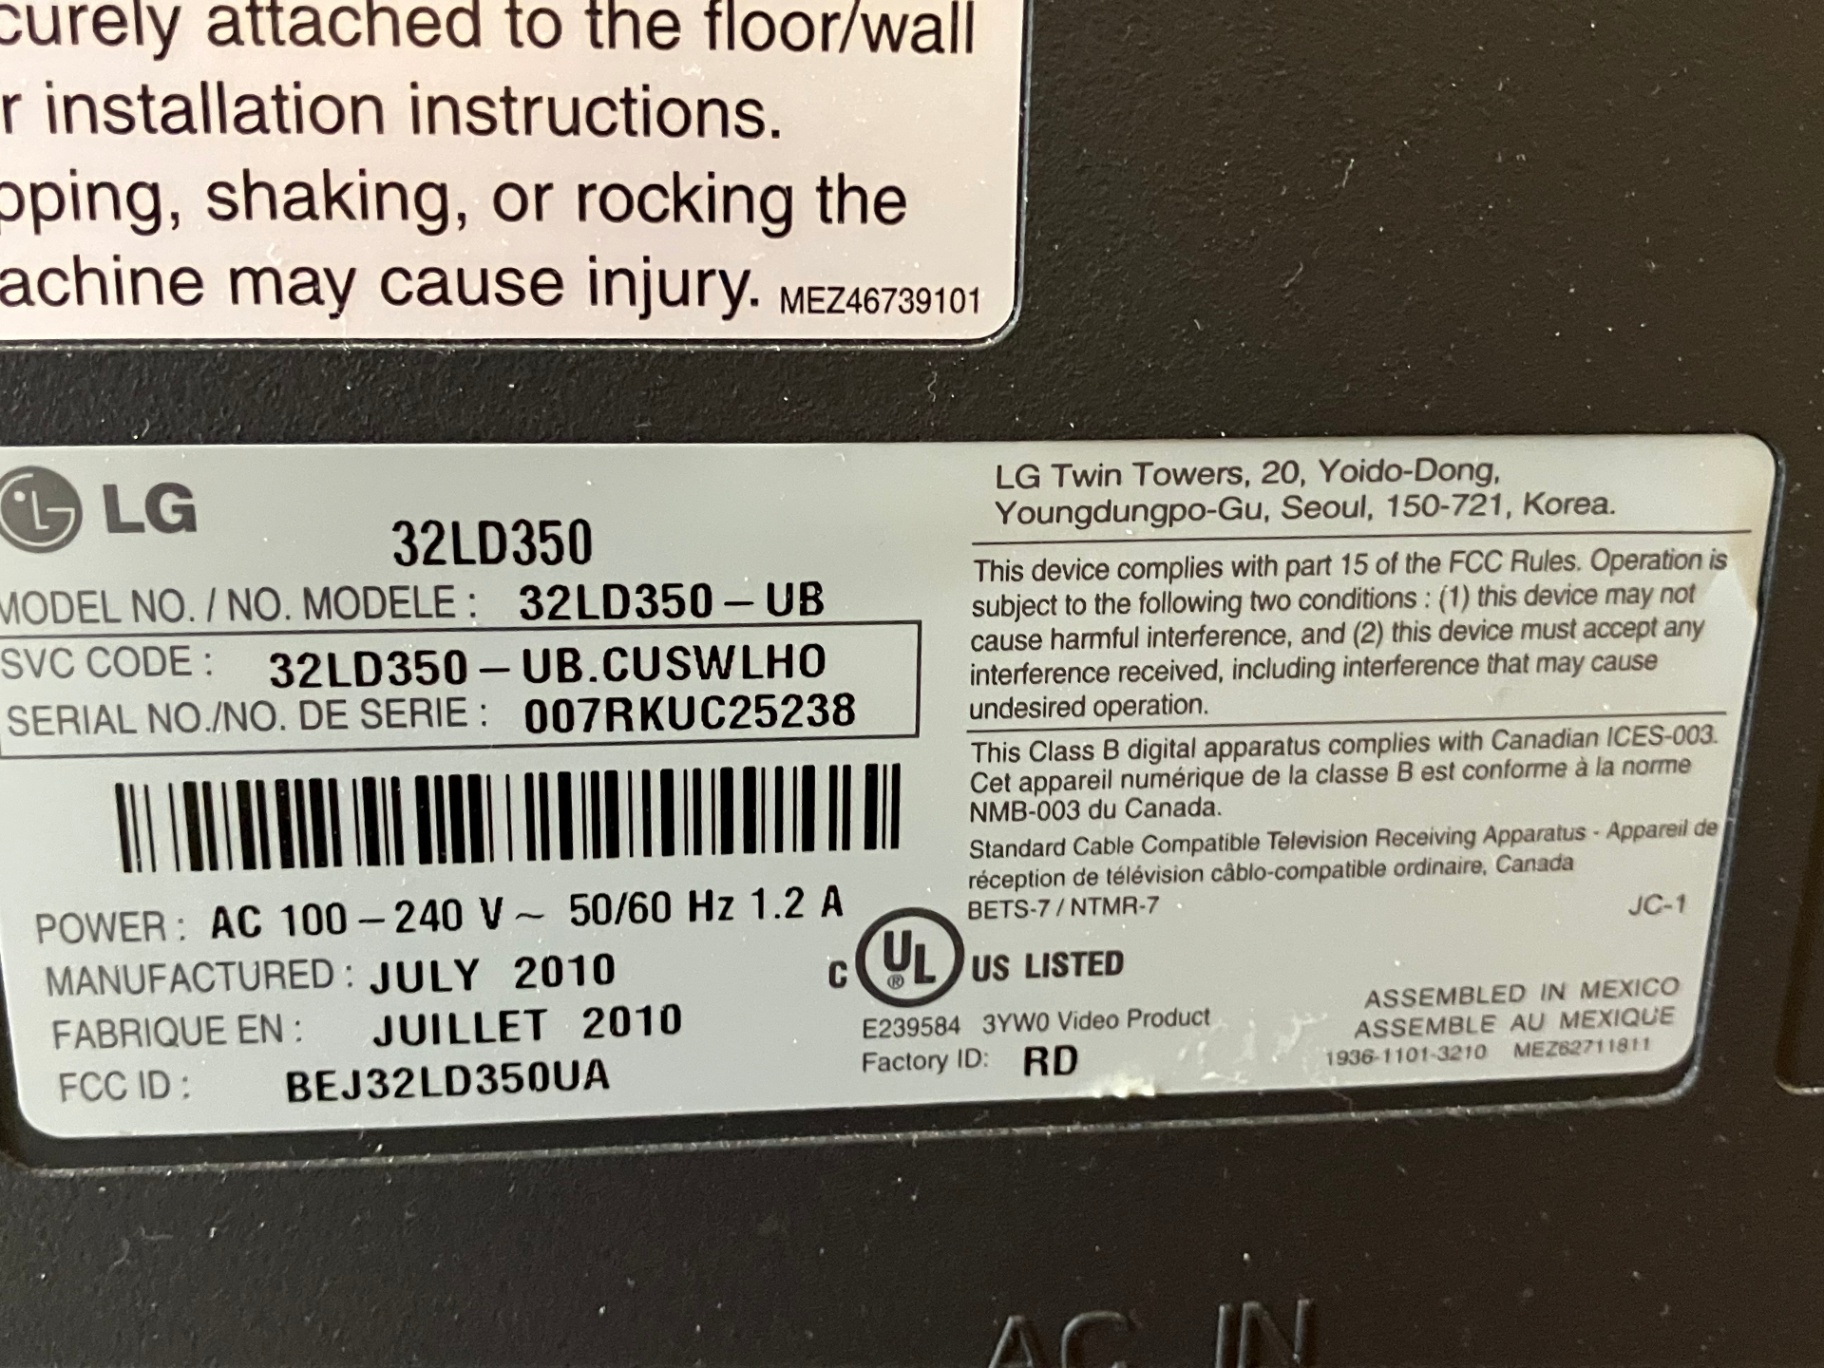 curely attached to the floor/wall
r installation instructions.
pping, shaking, or rocking the
achine may cause injury. MEZ46739101
LG
32LD350
MODEL NO. / NO. MODELE : 32LD350 – UB
SVC CODE : 32LD350 – UB.CUSWLHO
SERIAL NO./NO. DE SERIE : 007RKUC25238
POWER : AC 100 – 240 V ~ 50/60 Hz 1.2 A
MANUFACTURED : JULY 2010
FABRIQUE EN : JUILLET 2010
FCC ID : BEJ32LD350UA
LG Twin Towers, 20, Yoido-Dong,
Youngdungpo-Gu, Seoul, 150-721, Korea.
This device complies with part 15 of the FCC Rules. Operation is
subject to the following two conditions : (1) this device may not
cause harmful interference, and (2) this device must accept any
interference received, including interference that may cause
undesired operation.
This Class B digital apparatus complies with Canadian ICES-003.
Cet appareil numérique de la classe B est conforme à la norme
NMB-003 du Canada.
Standard Cable Compatible Television Receiving Apparatus - Appareil de
réception de télévision câblo-compatible ordinaire, Canada
BETS-7 / NTMR-7 JC-1
C UL ® US LISTED
E239584 3YW0 Video Product
Factory ID: RD
ASSEMBLED IN MEXICO
ASSEMBLE AU MEXIQUE
1936-1101-3210 MEZ62711811
AC IN